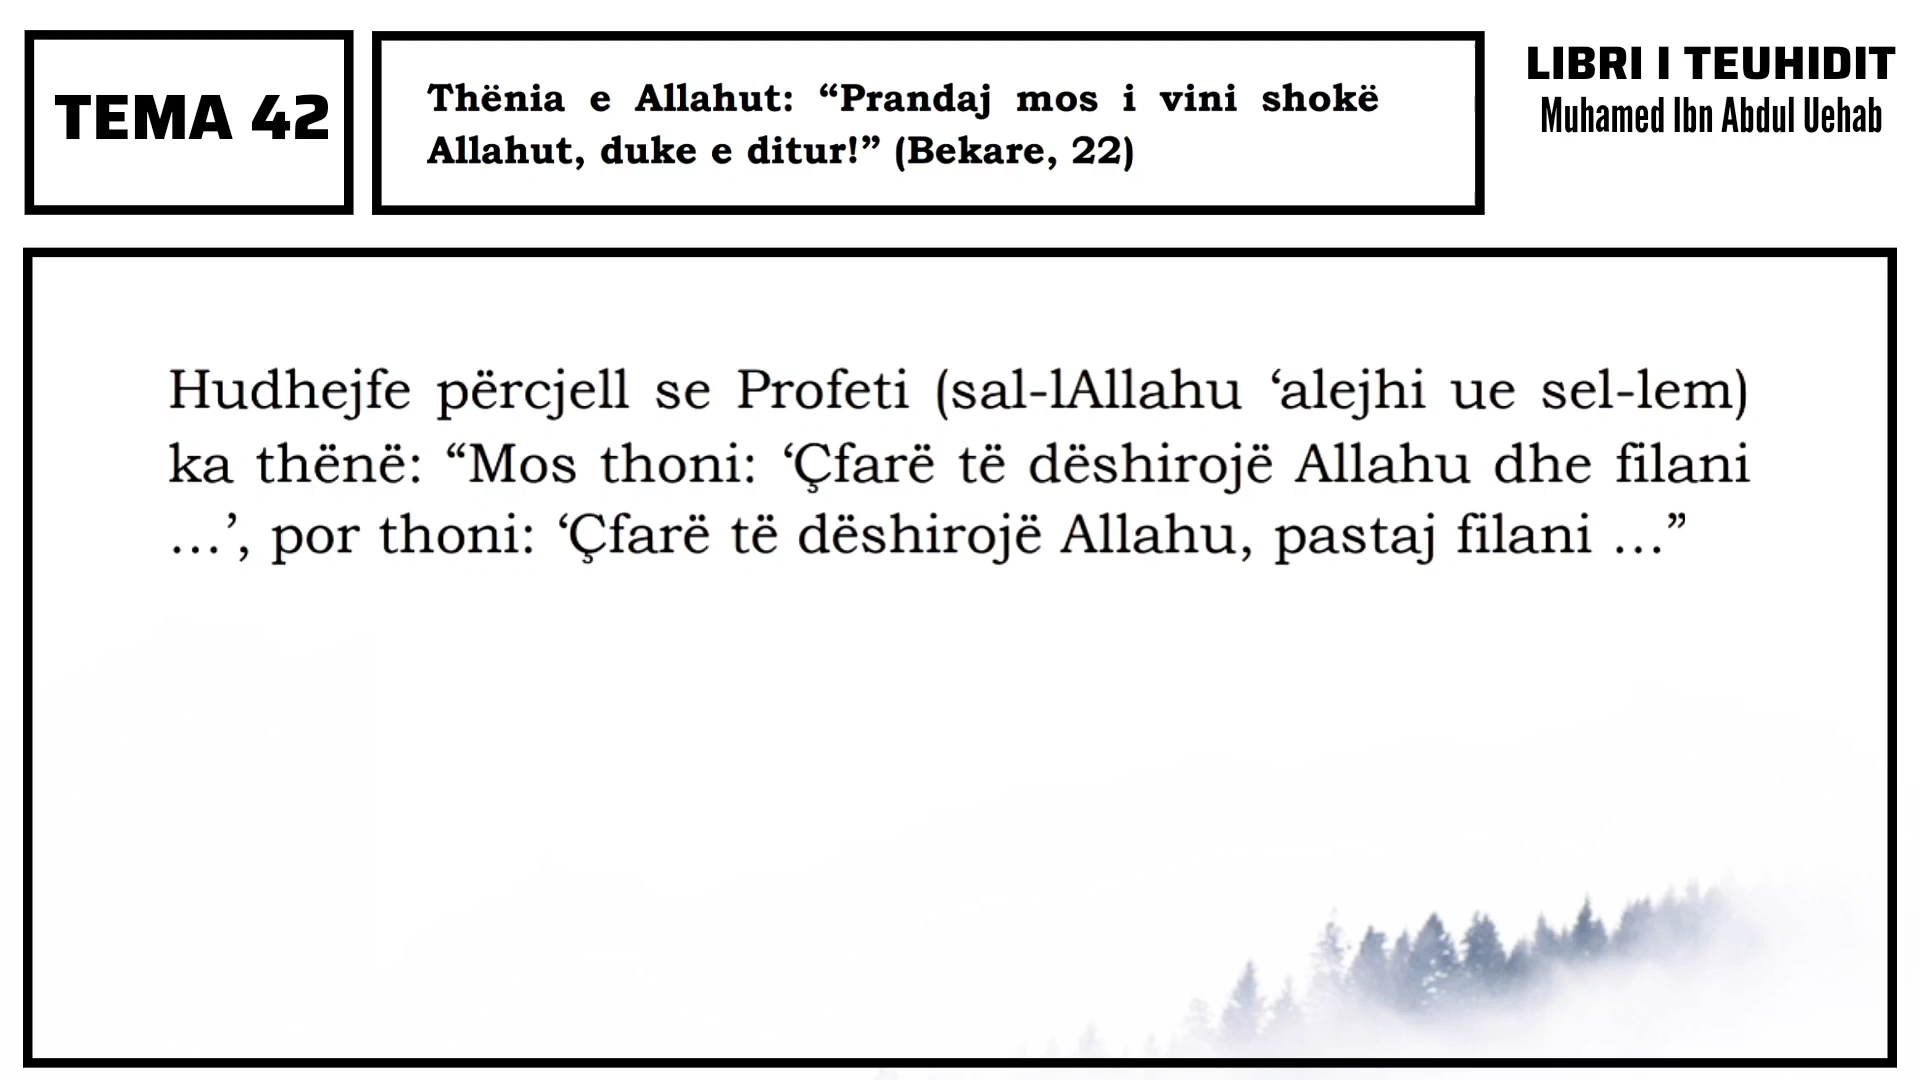 TEMA 42
Thënia e Allahut: “Prandaj mos i vini shokë
Allahut, duke e ditur!” (Bekare, 22)
LIBRI I TEUHIDIT
Muhamed Ibn Abdul Uehab
Hudhejfe përcjell se Profeti (sal-lAllahu ‘alejhi ue sel-lem)
ka thënë: “Mos thoni: ‘Çfarë të dëshirojë Allahu dhe filani
…’, por thoni: ‘Çfarë të dëshirojë Allahu, pastaj filani …”